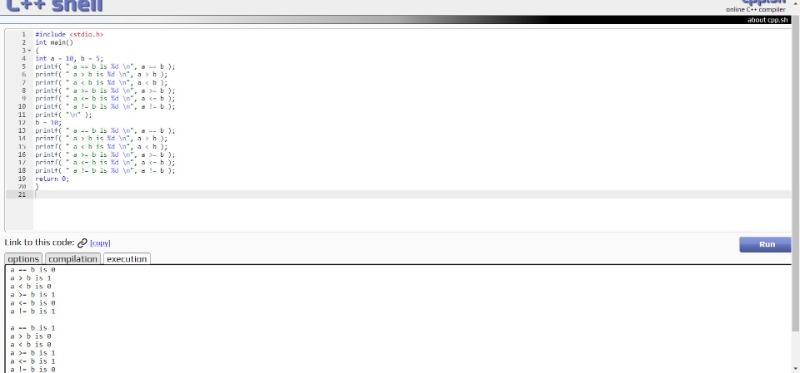 C++ shell
cpp.sh
online C++ compiler
about cpp.sh
1 #include <stdio.h>
2 int main()
3 {
4 int a = 10, b = 5;
5 printf( " a == b is %d \n", a == b );
6 printf( " a > b is %d \n", a > b );
7 printf( " a < b is %d \n", a < b );
8 printf( " a >= b is %d \n", a >= b );
9 printf( " a <= b is %d \n", a <= b );
10 printf( " a != b is %d \n", a != b );
11 printf( "\n" );
12 b = 10;
13 printf( " a == b is %d \n", a == b );
14 printf( " a > b is %d \n", a > b );
15 printf( " a < b is %d \n", a < b );
16 printf( " a >= b is %d \n", a >= b );
17 printf( " a <= b is %d \n", a <= b );
18 printf( " a != b is %d \n", a != b );
19 return 0;
20 }
21
Link to this code: [copy]
Run
options compilation execution
a == b is 0
a > b is 1
a < b is 0
a >= b is 1
a <= b is 0
a != b is 1
a == b is 1
a > b is 0
a < b is 0
a >= b is 1
a <= b is 1
a != b is 0